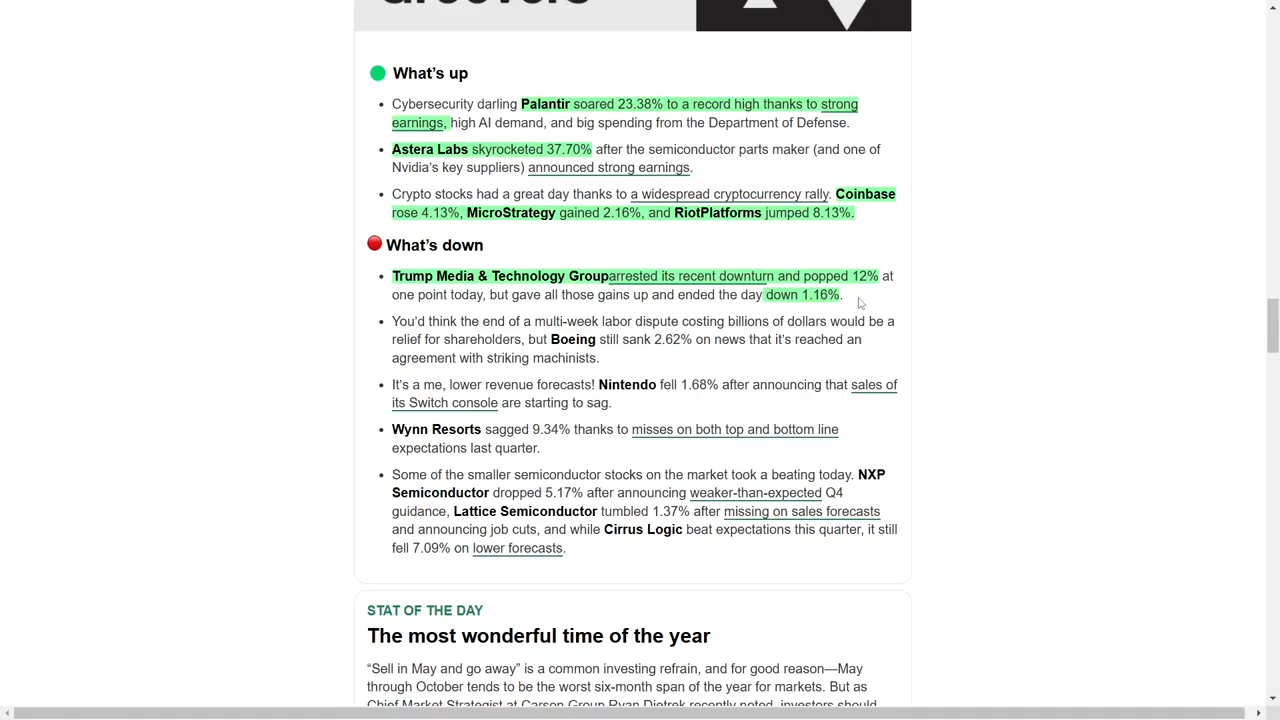 What's up
• Cybersecurity darling Palantir soared 23.38% to a record high thanks to strong
earnings, high AI demand, and big spending from the Department of Defense.
• Astera Labs skyrocketed 37.70% after the semiconductor parts maker (and one of
Nvidia's key suppliers) announced strong earnings.
• Crypto stocks had a great day thanks to a widespread cryptocurrency rally. Coinbase
rose 4.13%, MicroStrategy gained 2.16%, and RiotPlatforms jumped 8.13%.
What's down
• Trump Media & Technology Grouparrested its recent downturn and popped 12% at
one point today, but gave all those gains up and ended the day down 1.16%.
• You'd think the end of a multi-week labor dispute costing billions of dollars would be a
relief for shareholders, but Boeing still sank 2.62% on news that it's reached an
agreement with striking machinists.
• It's a me, lower revenue forecasts! Nintendo fell 1.68% after announcing that sales of
its Switch console are starting to sag.
• Wynn Resorts sagged 9.34% thanks to misses on both top and bottom line
expectations last quarter.
• Some of the smaller semiconductor stocks on the market took a beating today. NXP
Semiconductor dropped 5.17% after announcing weaker-than-expected Q4
guidance, Lattice Semiconductor tumbled 1.37% after missing on sales forecasts
and announcing job cuts, and while Cirrus Logic beat expectations this quarter, it still
fell 7.09% on lower forecasts.
STAT OF THE DAY
The most wonderful time of the year
“Sell in May and go away” is a common investing refrain, and for good reason—May
through October tends to be the worst six-month span of the year for markets. But as
Chief Market Strategist at Carson Group Ryan Dietrek recently noted, investors should